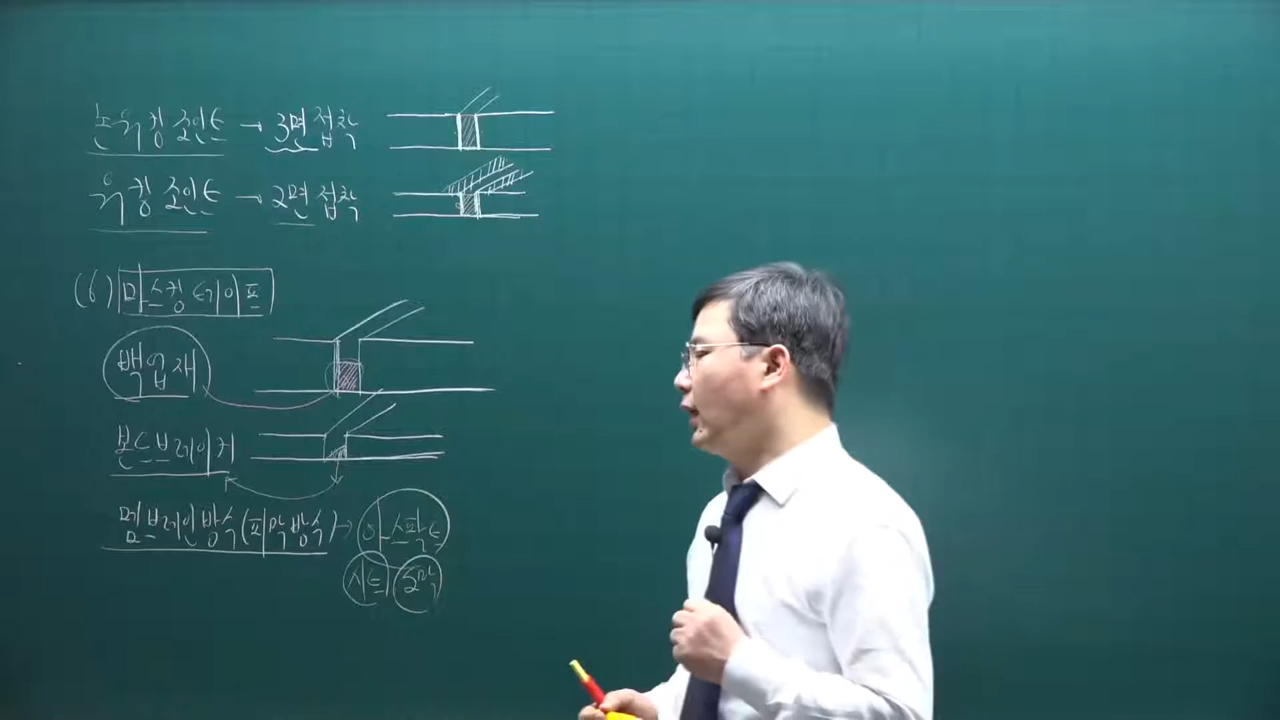 논워킹 조인트 → 3면 접착
워킹 조인트 → 2면 접착
(6) 마스킹 테이프
백업재
본드브레이커
멤브레인방수(피막방수) → 아스팔트
시트 도막